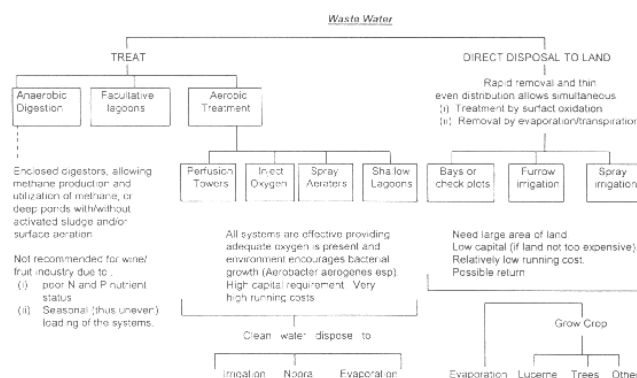 Waste Water
TREAT
DIRECT DISPOSAL TO LAND
Rapid removal and thin
even distribution allows simultaneous
(i) Treatment by surfact oxidation
(ii) Removal by evaporation/transpiration
Anaerobic
Digestion
Facultative
lagoons
Aerobic
Treatment
Enclosed digestors, allowing
methane production and
utilization of methane, or
deep ponds with/without
activated sludge and/or
surface aeration.
Not recommended for wine/
fruit industry due to :
(i) poor N and P nutrient
status
(ii) Seasonal (thus uneven)
loading of the systems.
Perfusion
Towers
Inject
Oxygen
Spray
Aeraters
Shallow
Lagoons
Bays or
check plots
Furrow
irrigation
Spray
irrigation
All systems are effective providing
adequate oxygen is present and
environment encourages bacterial
growth (Aerobacter aerogenes esp).
High capital requirement. Very
high running costs
Need large area of land.
Low capital (if land not too expensive)
Relatively low running cost.
Possible return
Clean water dispose to
Irrigation Noora Evaporation
Grow Crop
Evaporation Lucerne Trees Other